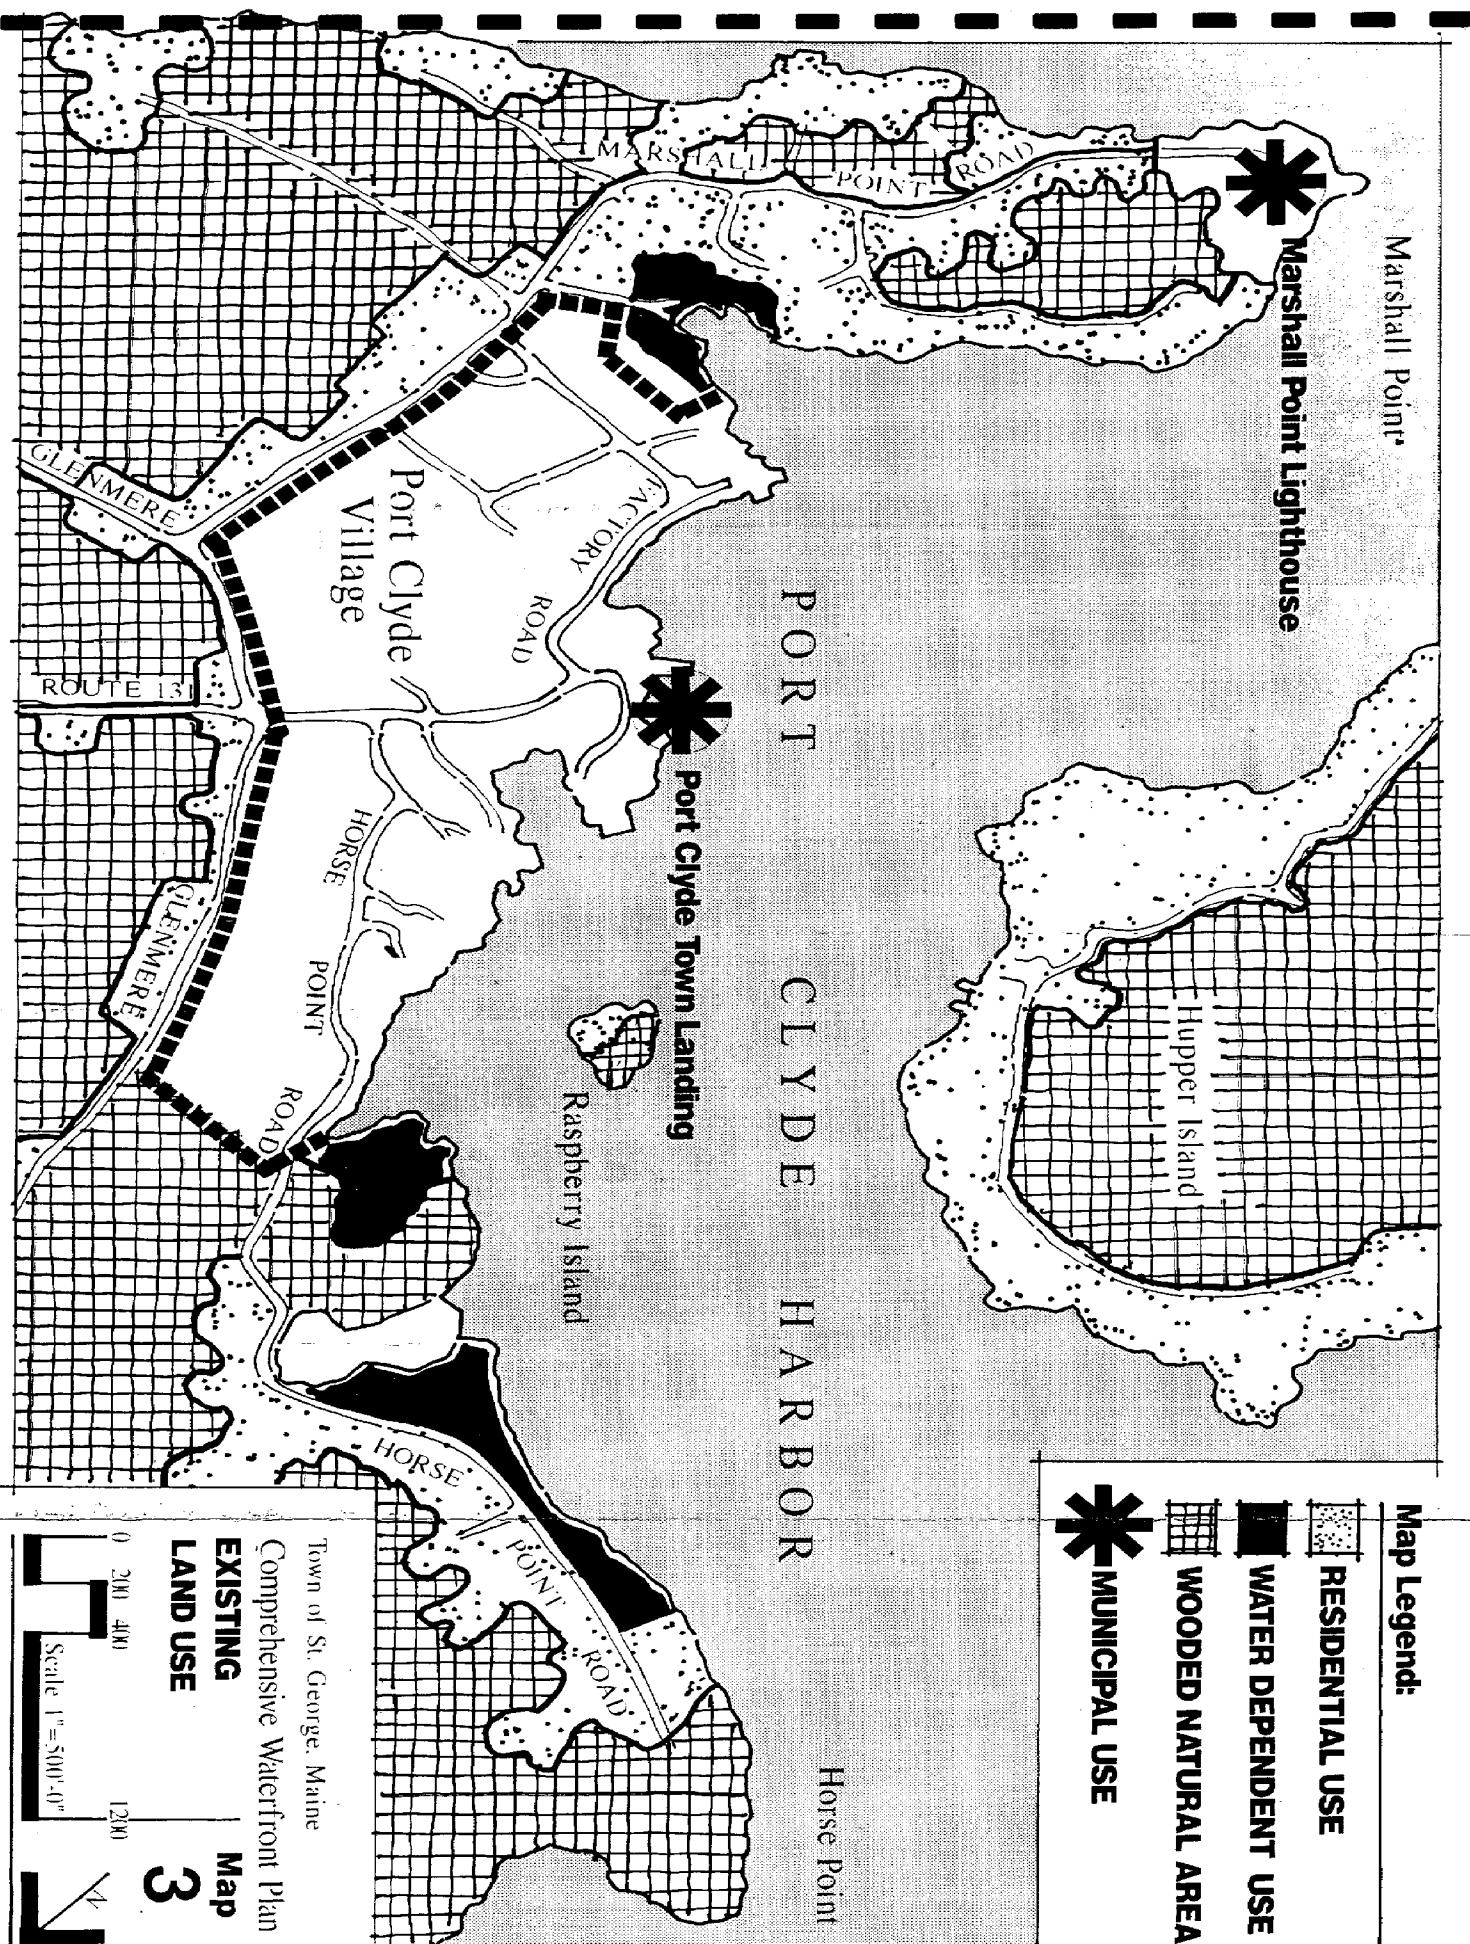 Map Legend:
RESIDENTIAL USE
WATER DEPENDENT USE
WOODED NATURAL AREA
MUNICIPAL USE
Marshall Point
Marshall Point Lighthouse
MARSHALL POINT ROAD
Hupper Island
PORT CLYDE HARBOR
Horse Point
Port Clyde Town Landing
Raspberry Island
FACTORY ROAD
Port Clyde
Village
HORSE POINT ROAD
HORSE POINT ROAD
GLENMERE
ROUTE 131
GLENMERE
Town of St. George, Maine
Comprehensive Waterfront Plan
EXISTING
LAND USE
Map
3
0 200 400 1200
Scale 1"=500'-0"
N